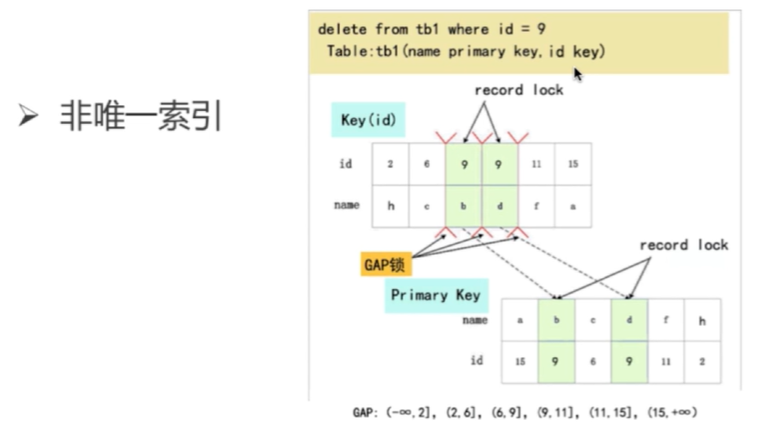 delete from tb1 where id = 9
Table:tb1(name primary key,id key)
➢ 非唯一索引
record lock
Key(id)
id 2 6 9 9 11 15
name h c b d f a
GAP锁
record lock
Primary Key
name a b c d f h
id 15 9 6 9 11 2
GAP: (-∞,2], (2,6], (6,9], (9,11], (11,15], (15,+∞)